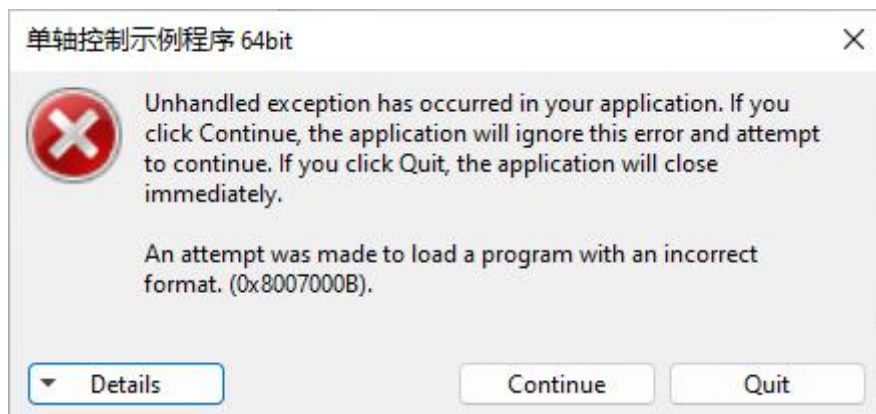 单轴控制示例程序 64bit
Unhandled exception has occurred in your application. If you
click Continue, the application will ignore this error and attempt
to continue. If you click Quit, the application will close
immediately.
An attempt was made to load a program with an incorrect
format. (0x8007000B).
Details
Continue
Quit